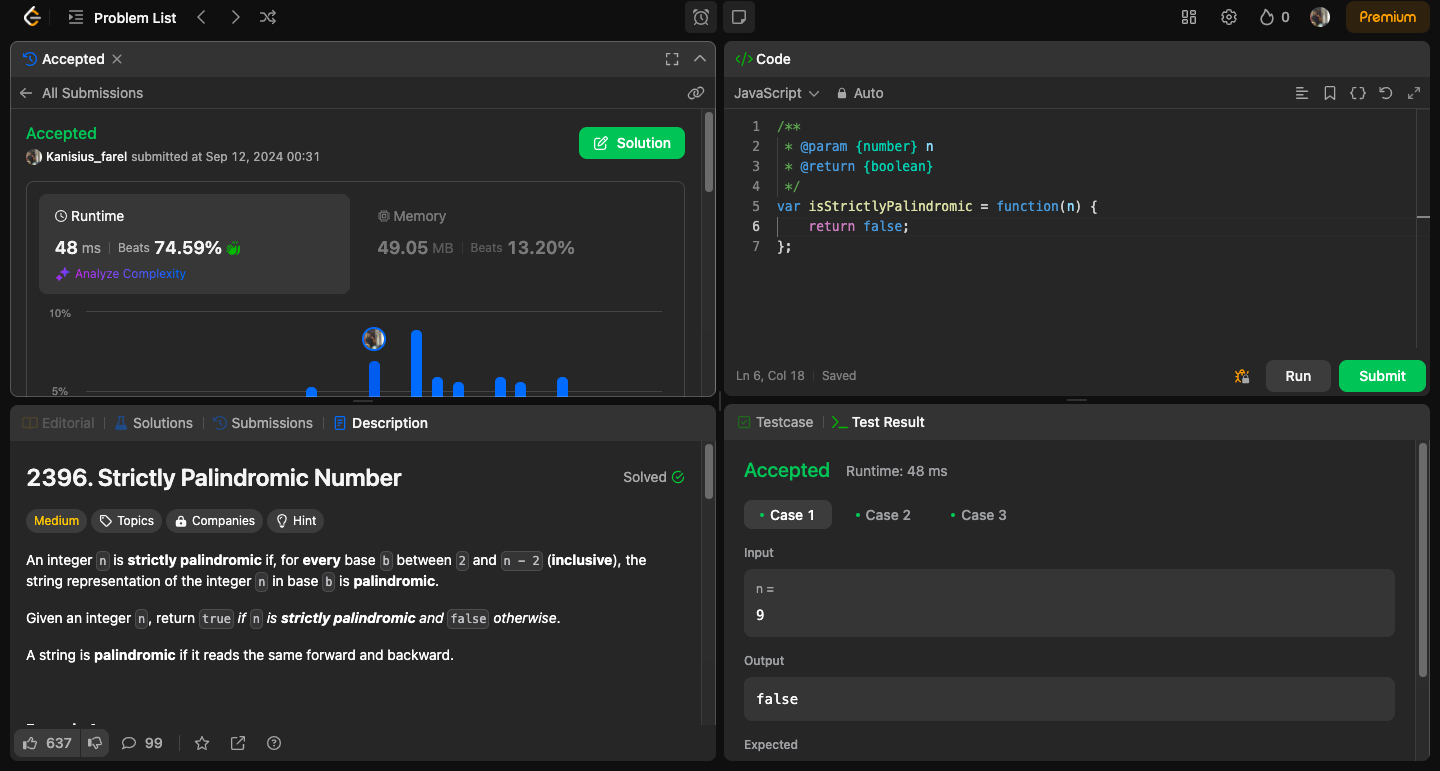 Problem List
0
Premium
Accepted
All Submissions
Accepted
Kanisius_farel submitted at Sep 12, 2024 00:31
Solution
Runtime
48 ms | Beats 74.59%
Analyze Complexity
Memory
49.05 MB | Beats 13.20%
10%
5%
Editorial | Solutions | Submissions | Description
2396. Strictly Palindromic Number
Solved
Medium Topics Companies Hint
An integer n is strictly palindromic if, for every base b between 2 and n - 2 (inclusive), the
string representation of the integer n in base b is palindromic.
Given an integer n, return true if n is strictly palindromic and false otherwise.
A string is palindromic if it reads the same forward and backward.
637
99
</> Code
JavaScript
Auto
1 /**
2  * @param {number} n
3  * @return {boolean}
4  */
5 var isStrictlyPalindromic = function(n) {
6     return false;
7 };
Ln 6, Col 18 | Saved
Run
Submit
Testcase | >_ Test Result
Accepted Runtime: 48 ms
• Case 1 • Case 2 • Case 3
Input
n =
9
Output
false
Expected